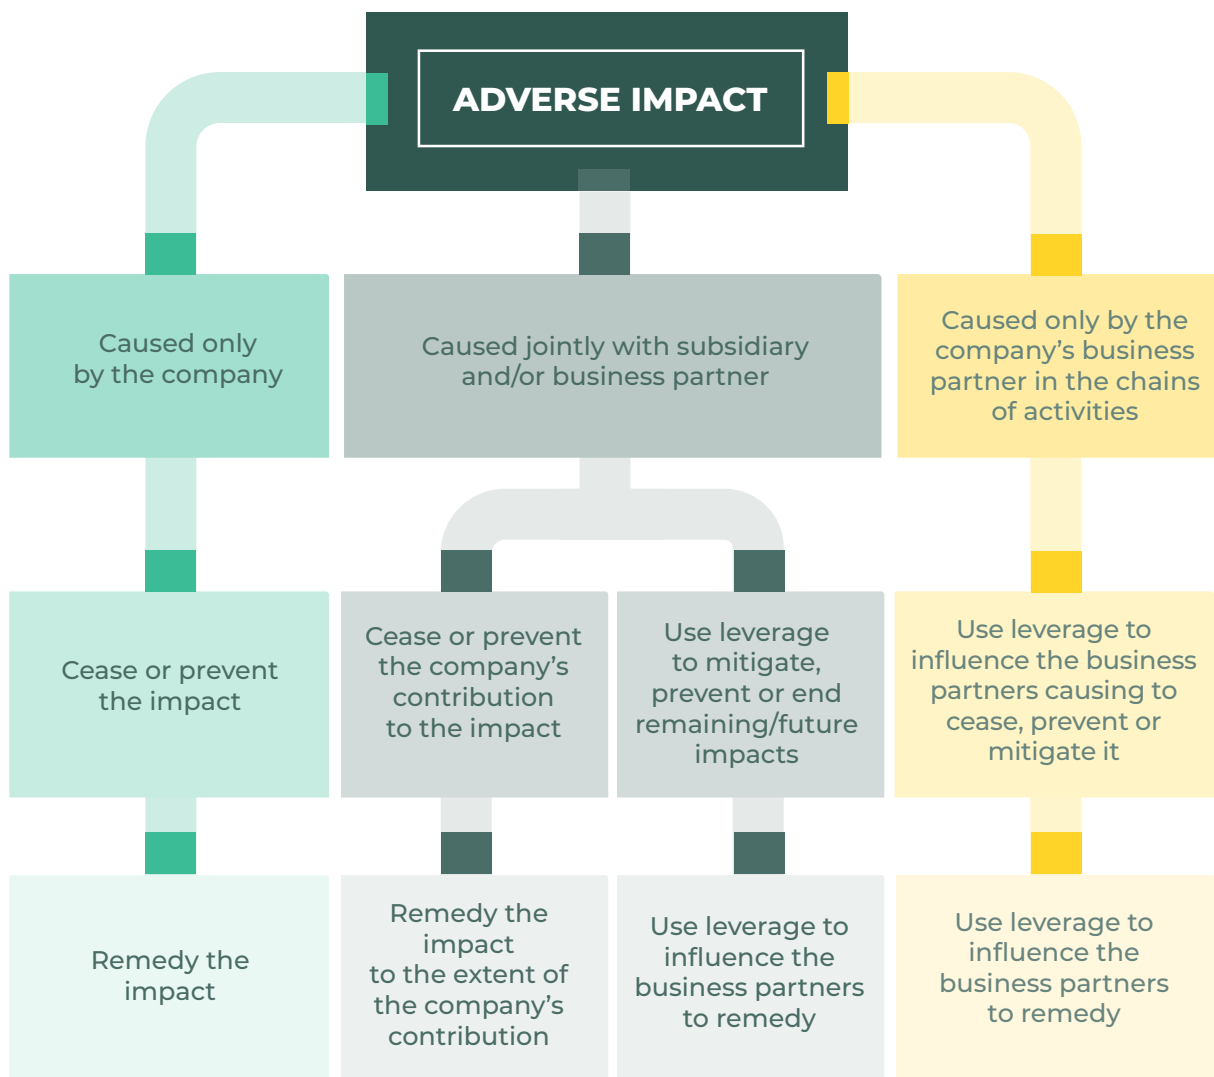 ADVERSE IMPACT
Caused only
by the company
Caused jointly with subsidiary
and/or business partner
Caused only by the
company's business
partner in the chains
of activities
Cease or prevent
the impact
Cease or prevent
the company's
contribution
to the impact
Use leverage
to mitigate,
prevent or end
remaining/future
impacts
Use leverage to
influence the business
partners causing to
cease, prevent or
mitigate it
Remedy the
impact
Remedy the
impact
to the extent of
the company's
contribution
Use leverage to
influence the
business partners
to remedy
Use leverage to
influence the
business partners
to remedy